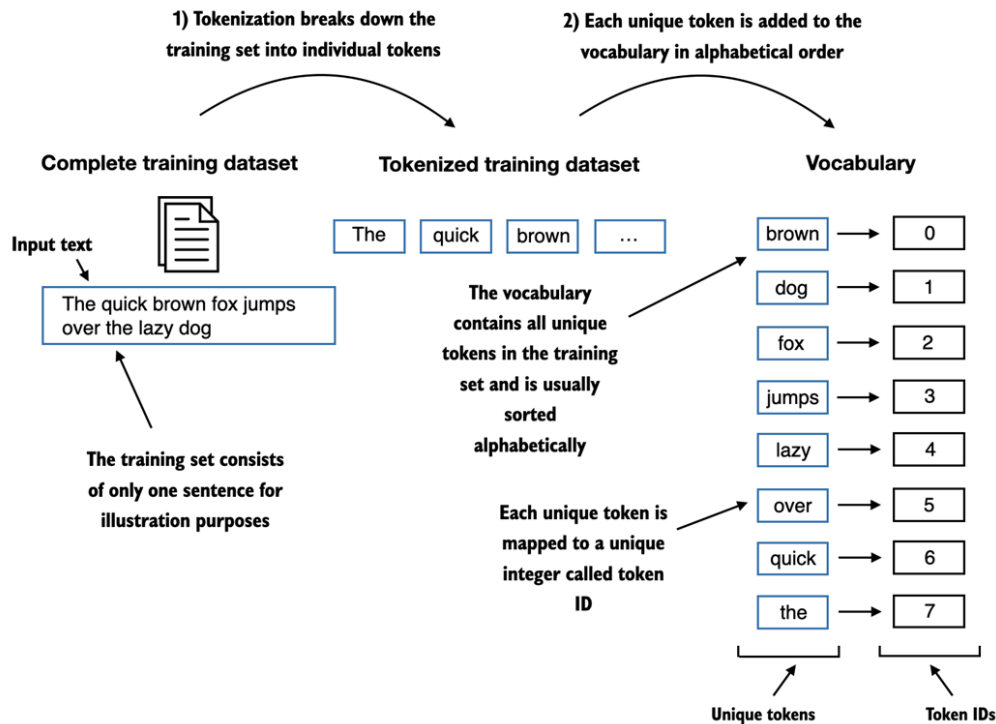 1) Tokenization breaks down the
training set into individual tokens
2) Each unique token is added to the
vocabulary in alphabetical order
Complete training dataset
Tokenized training dataset
Vocabulary
Input text
The quick brown fox jumps
over the lazy dog
The training set consists
of only one sentence for
illustration purposes
The
quick
brown
...
The vocabulary
contains all unique
tokens in the training
set and is usually
sorted
alphabetically
Each unique token is
mapped to a unique
integer called token
ID
brown 0
dog 1
fox 2
jumps 3
lazy 4
over 5
quick 6
the 7
Unique tokens
Token IDs